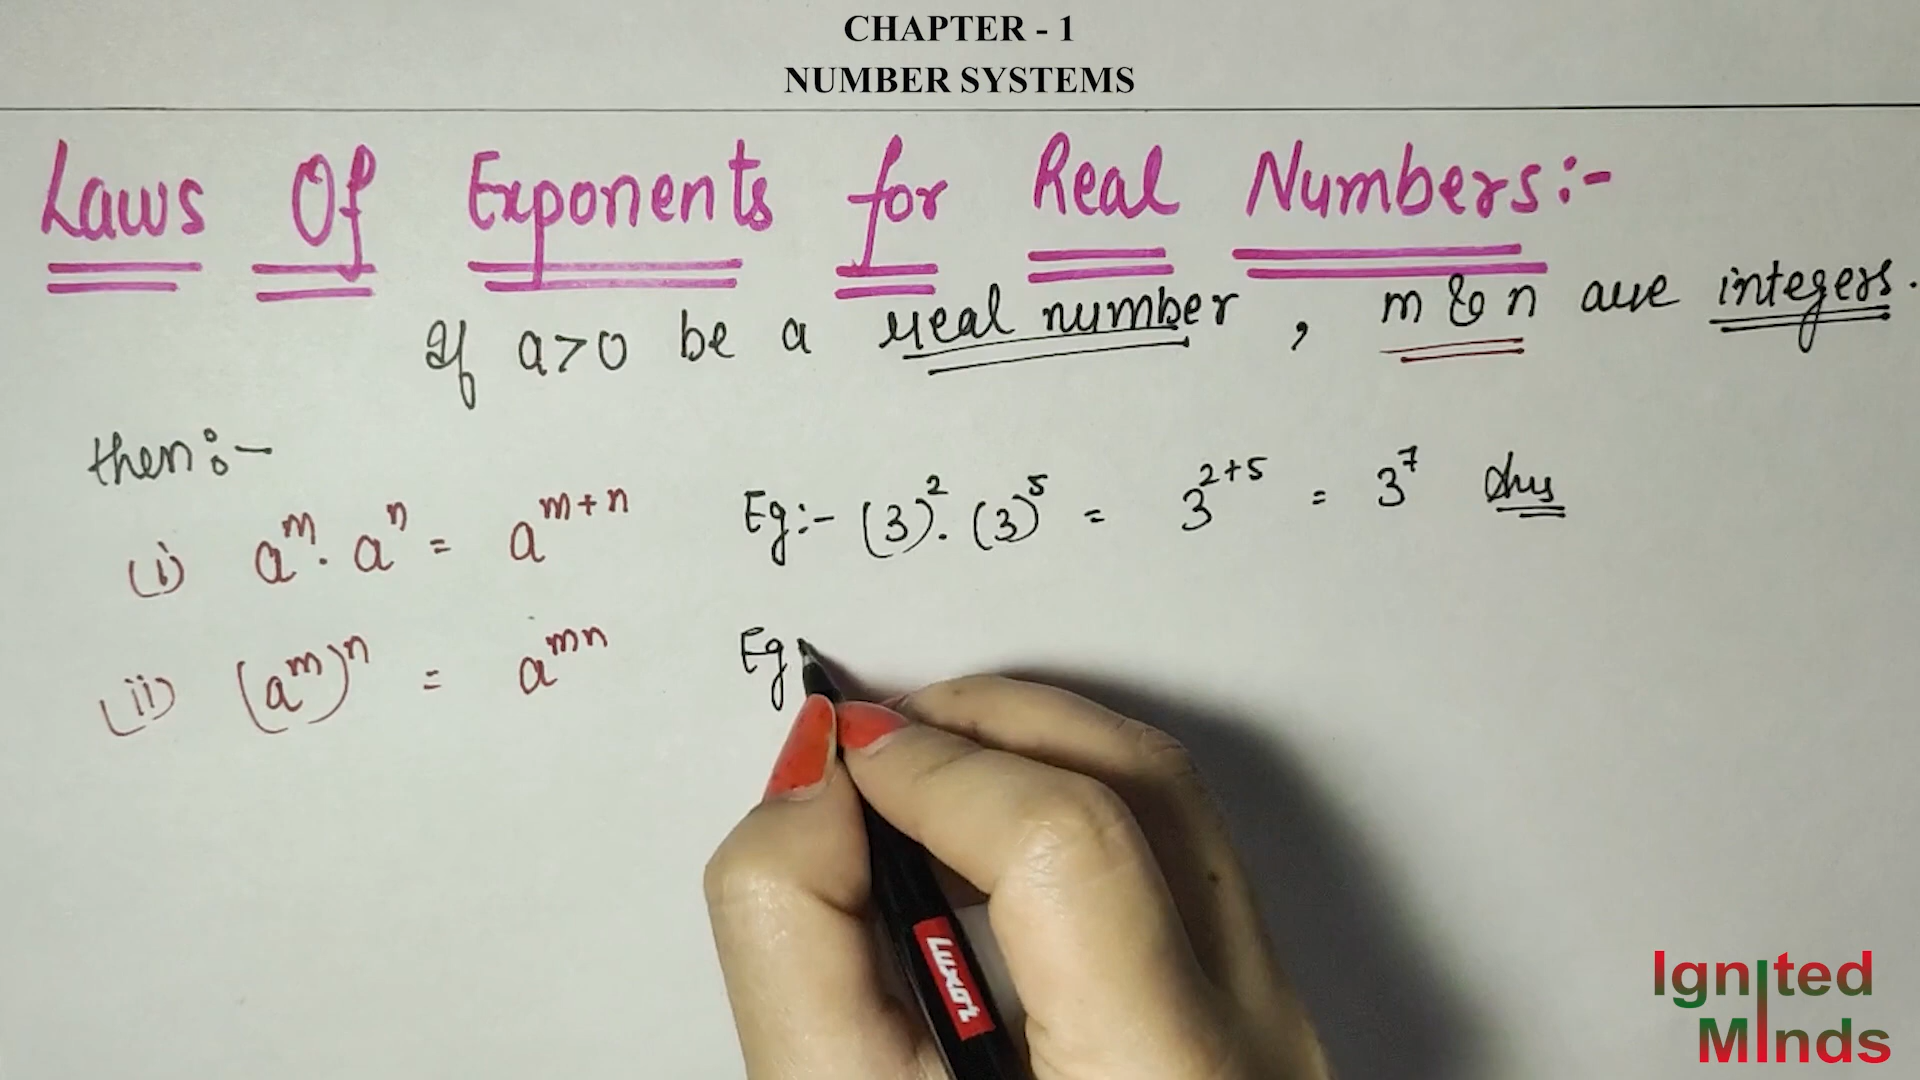 CHAPTER - 1
NUMBER SYSTEMS
Laws Of Exponents for Real Numbers:-
If a>0 be a real number, m & n are integers.
then:-
(i) a^m . a^n = a^(m+n) Eg:- (3)^2 . (3)^5 = 3^(2+5) = 3^7 Ans
(ii) (a^m)^n = a^(mn) Eg
Luxor
Ignited
Minds